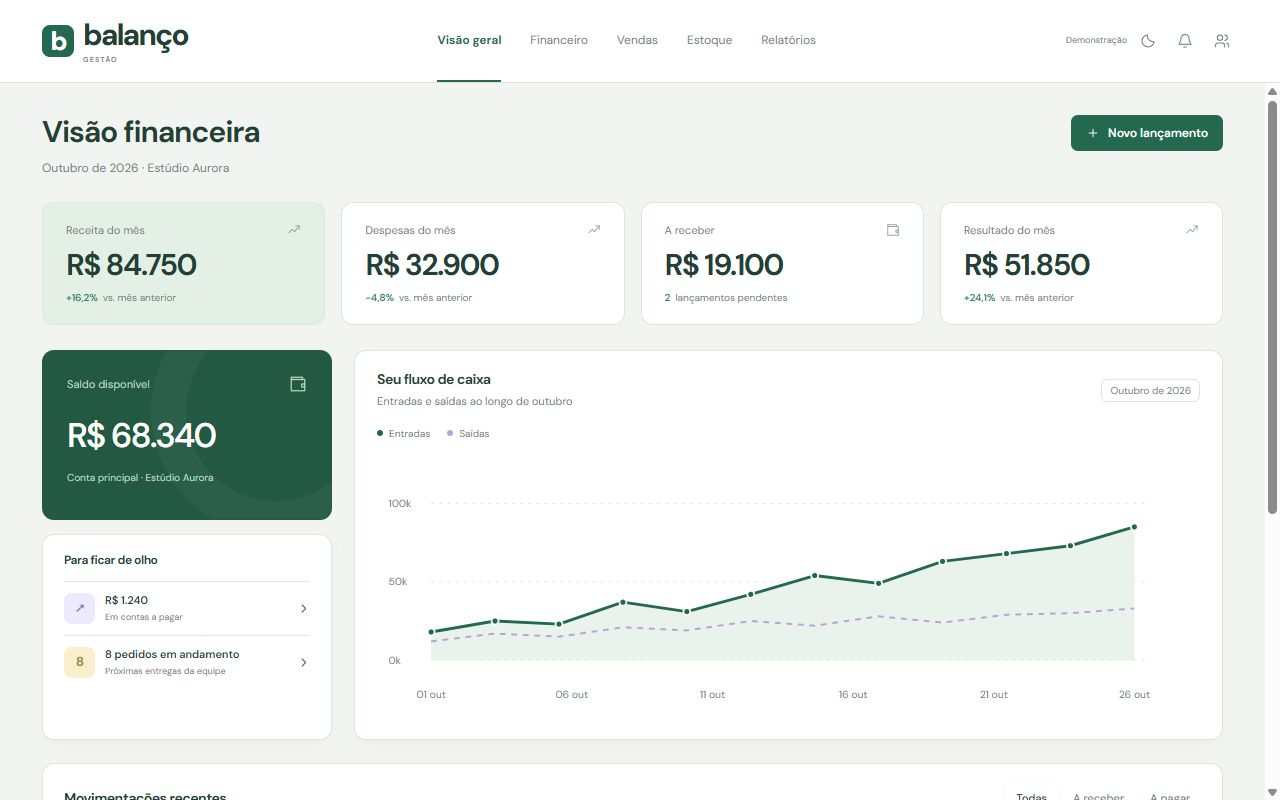 b balanço
GESTÃO
Visão geral
Financeiro
Vendas
Estoque
Relatórios
Demonstração
Visão financeira
Outubro de 2026 · Estúdio Aurora
+ Novo lançamento
Receita do mês
R$ 84.750
+16,2% vs. mês anterior
Despesas do mês
R$ 32.900
-4,8% vs. mês anterior
A receber
R$ 19.100
2 lançamentos pendentes
Resultado do mês
R$ 51.850
+24,1% vs. mês anterior
Saldo disponível
R$ 68.340
Conta principal · Estúdio Aurora
Para ficar de olho
R$ 1.240
Em contas a pagar
8
8 pedidos em andamento
Próximas entregas da equipe
Seu fluxo de caixa
Entradas e saídas ao longo de outubro
Outubro de 2026
Entradas
Saídas
100k
50k
0k
01 out
06 out
11 out
16 out
21 out
26 out
Movimentações recentes
Todas
A receber
A pagar